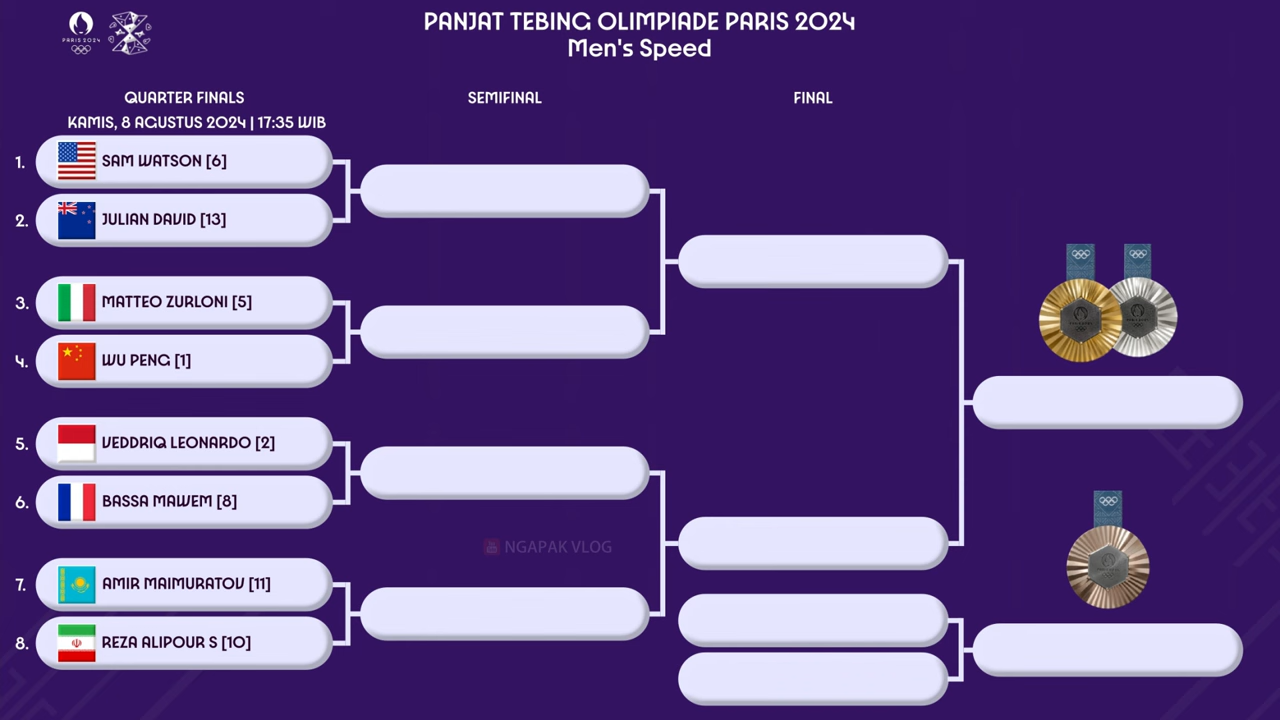 PARIS 2024
PANJAT TEBING OLIMPIADE PARIS 2024
Men's Speed
QUARTER FINALS
SEMIFINAL
FINAL
KAMIS, 8 AGUSTUS 2024 | 17:35 WIB
1. SAM WATSON [6]
2. JULIAN DAVID [13]
3. MATTEO ZURLONI [5]
4. WU PENG [1]
5. VEDDRIQ LEONARDO [2]
6. BASSA MAWEM [8]
NGAPAK VLOG
7. AMIR MAIMURATOV [11]
8. REZA ALIPOUR S [10]